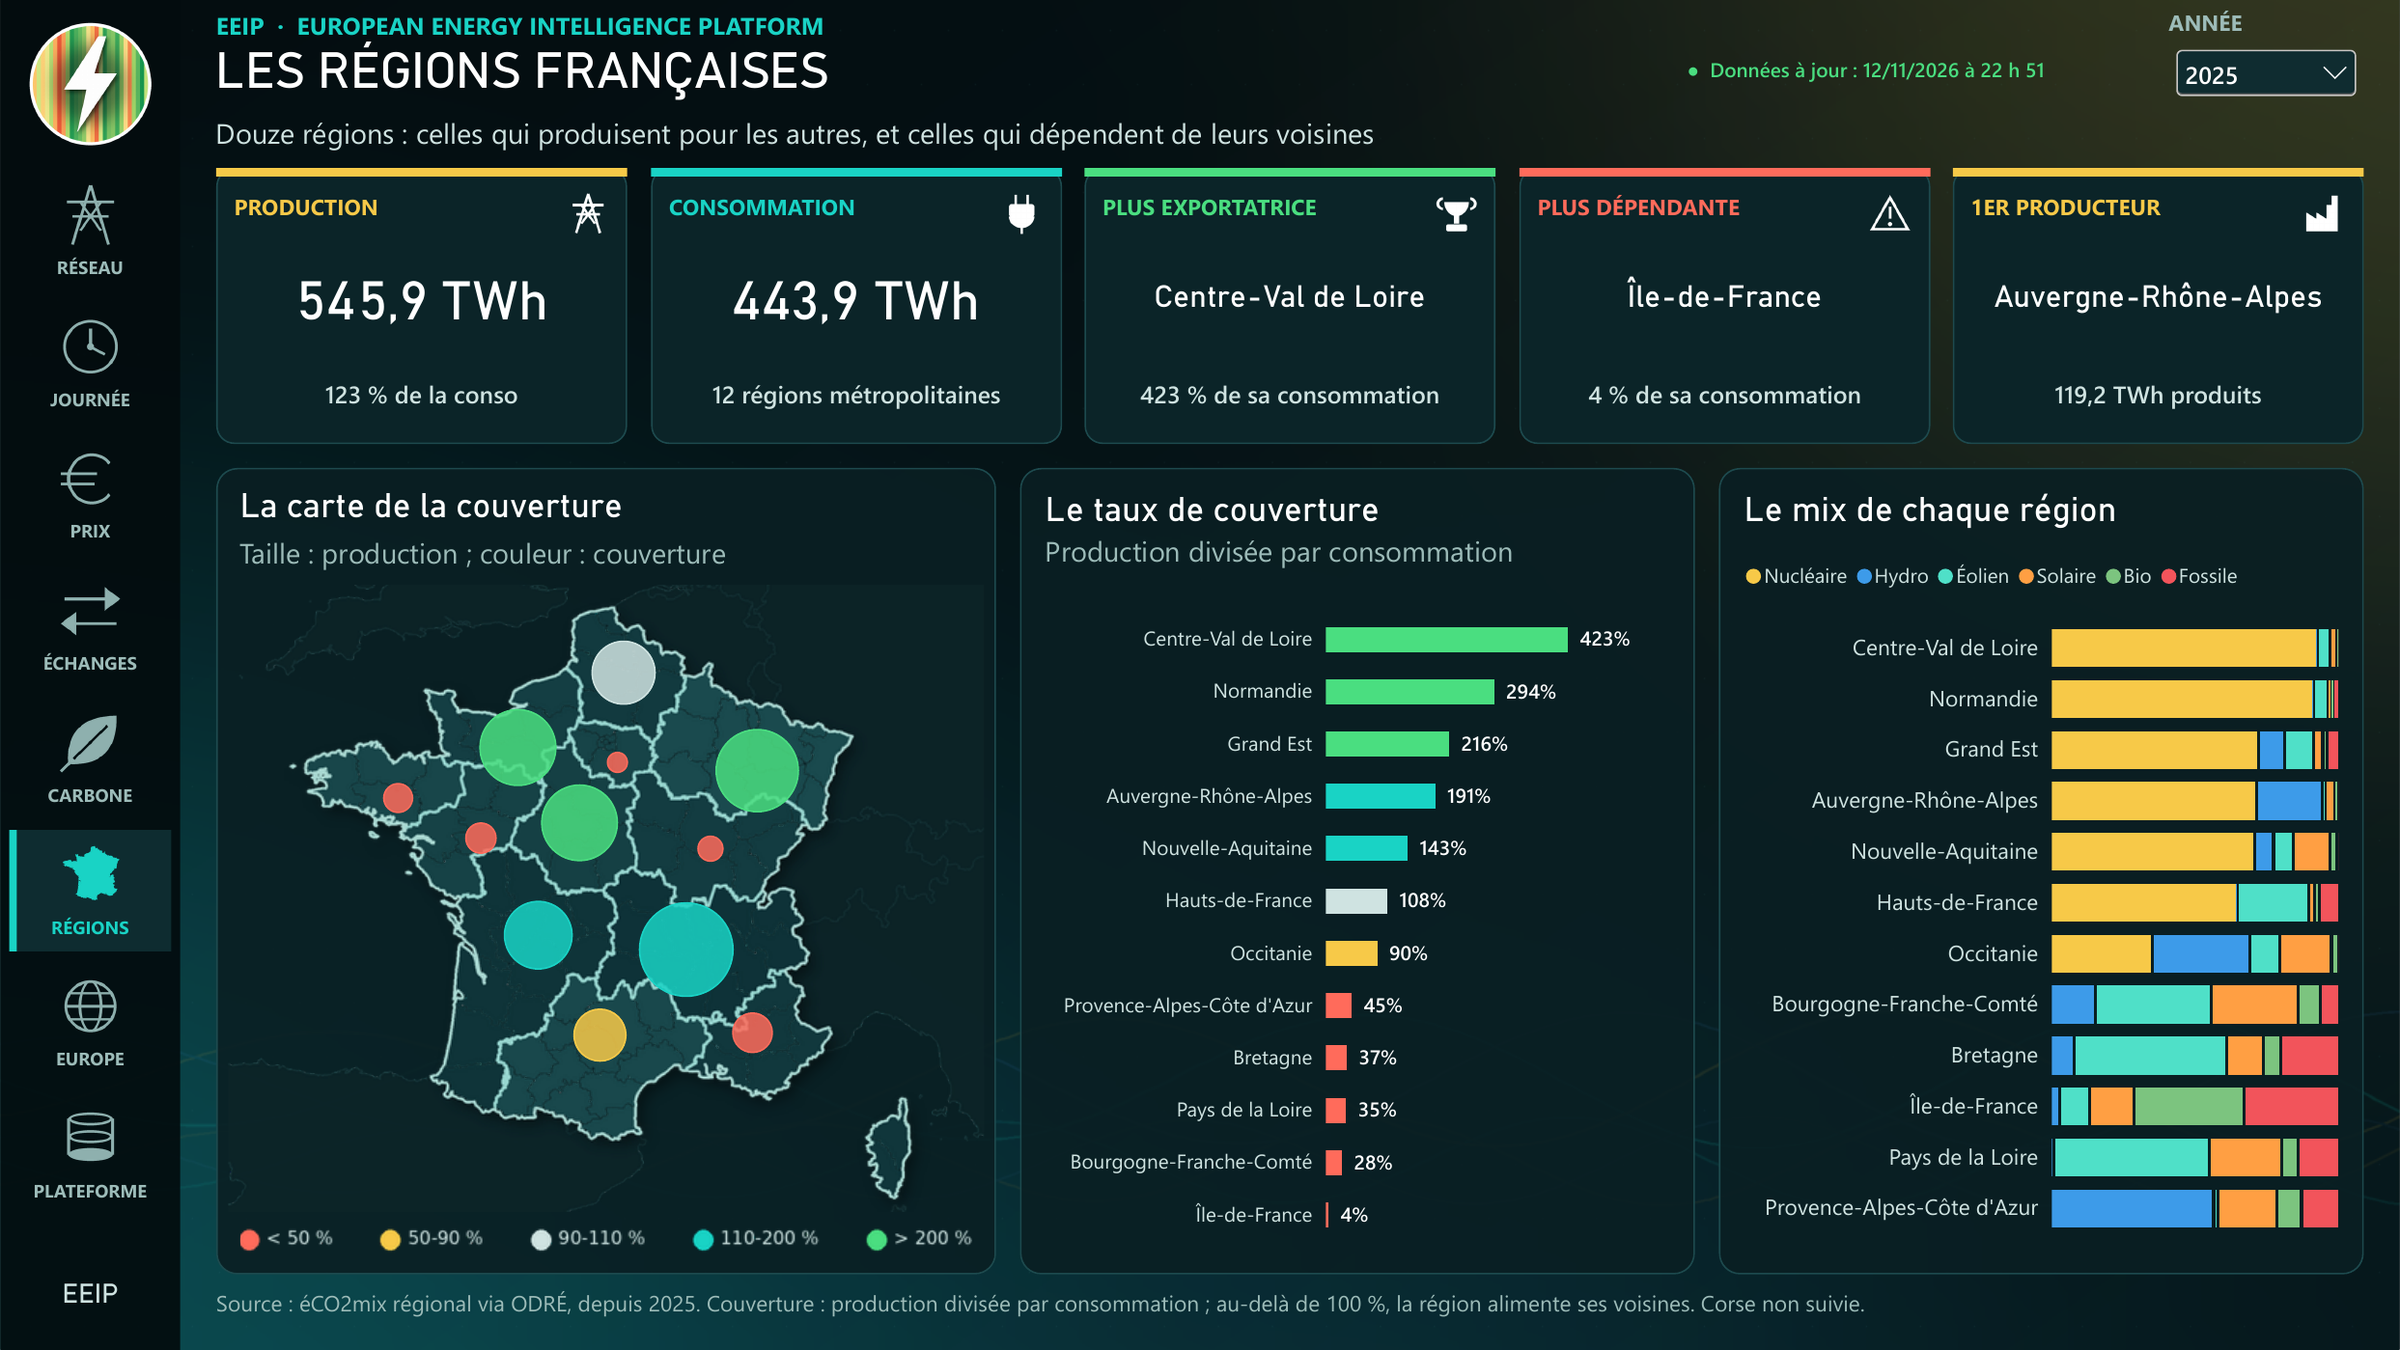 EEIP · EUROPEAN ENERGY INTELLIGENCE PLATFORM
LES RÉGIONS FRANÇAISES
Douze régions : celles qui produisent pour les autres, et celles qui dépendent de leurs voisines
● Données à jour : 12/11/2026 à 22 h 51
ANNÉE
2025
RÉSEAU
JOURNÉE
PRIX
ÉCHANGES
CARBONE
RÉGIONS
EUROPE
PLATEFORME
EEIP
PRODUCTION
545,9 TWh
123 % de la conso
CONSOMMATION
443,9 TWh
12 régions métropolitaines
PLUS EXPORTATRICE
Centre-Val de Loire
423 % de sa consommation
PLUS DÉPENDANTE
Île-de-France
4 % de sa consommation
1ER PRODUCTEUR
Auvergne-Rhône-Alpes
119,2 TWh produits
La carte de la couverture
Taille : production ; couleur : couverture
< 50 % 50-90 % 90-110 % 110-200 % > 200 %
Le taux de couverture
Production divisée par consommation
Centre-Val de Loire 423%
Normandie 294%
Grand Est 216%
Auvergne-Rhône-Alpes 191%
Nouvelle-Aquitaine 143%
Hauts-de-France 108%
Occitanie 90%
Provence-Alpes-Côte d'Azur 45%
Bretagne 37%
Pays de la Loire 35%
Bourgogne-Franche-Comté 28%
Île-de-France 4%
Le mix de chaque région
Nucléaire Hydro Éolien Solaire Bio Fossile
Centre-Val de Loire
Normandie
Grand Est
Auvergne-Rhône-Alpes
Nouvelle-Aquitaine
Hauts-de-France
Occitanie
Bourgogne-Franche-Comté
Bretagne
Île-de-France
Pays de la Loire
Provence-Alpes-Côte d'Azur
Source : éCO2mix régional via ODRÉ, depuis 2025. Couverture : production divisée par consommation ; au-delà de 100 %, la région alimente ses voisines. Corse non suivie.